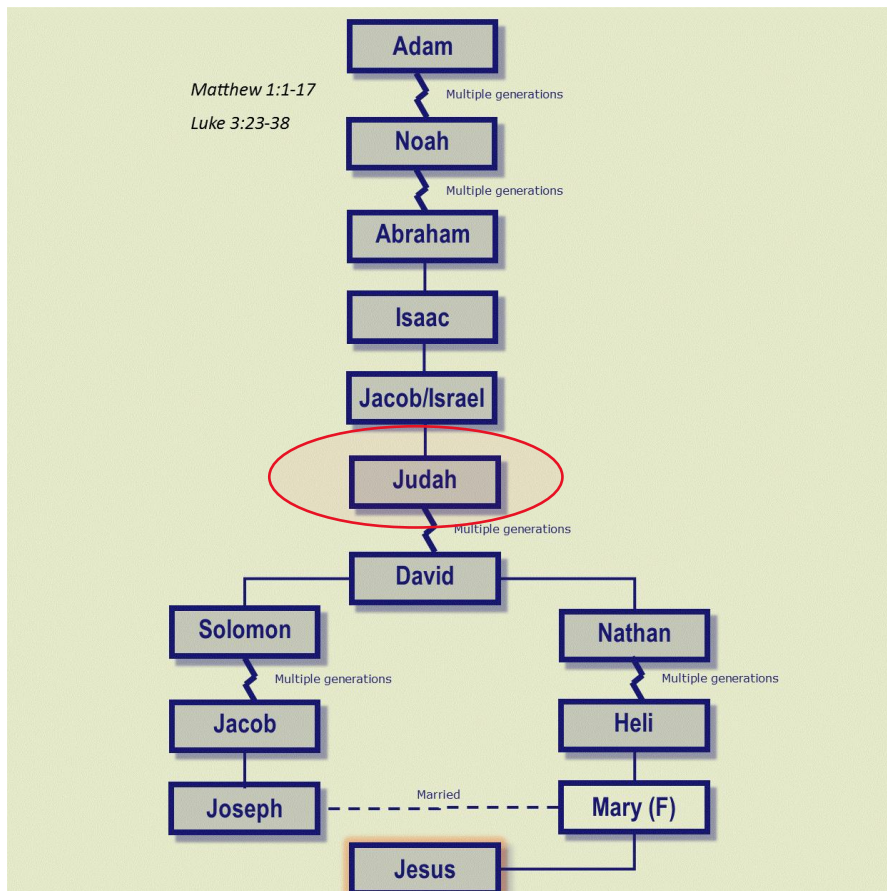 Adam
Matthew 1:1-17
Multiple generations
Luke 3:23-38
Noah
Multiple generations
Abraham
Isaac
Jacob/Israel
Judah
Multiple generations
David
Solomon
Nathan
Multiple generations
Multiple generations
Jacob
Heli
Married
Joseph
Mary (F)
Jesus